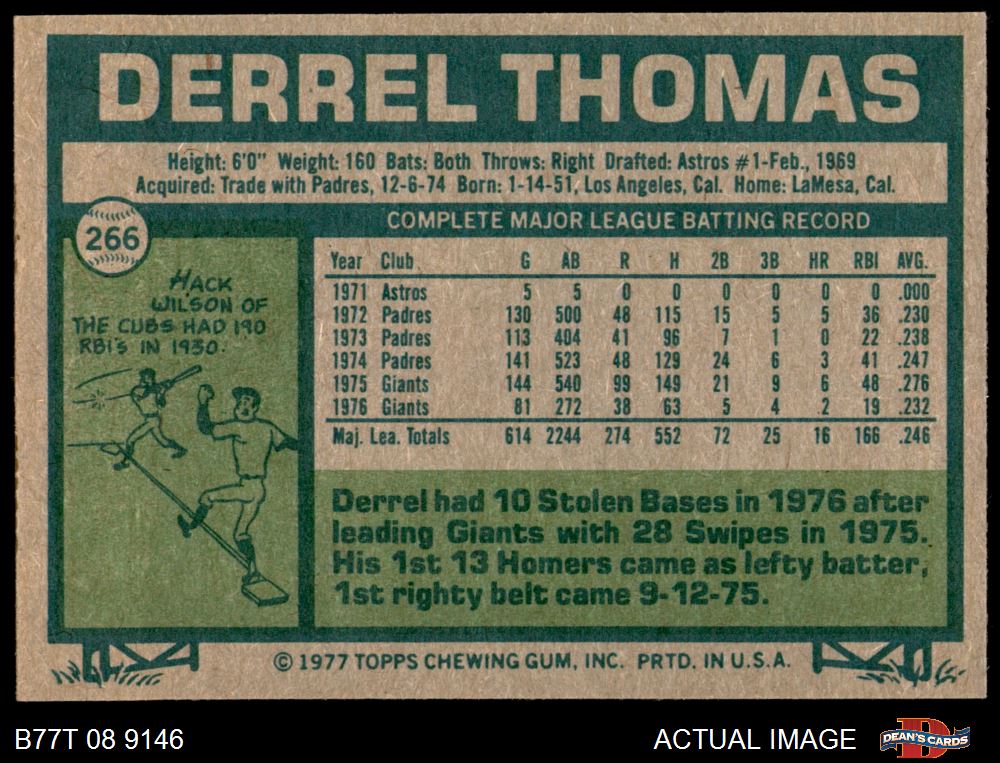 DERREL THOMAS
Height: 6'0" Weight: 160 Bats: Both Throws: Right Drafted: Astros #1-Feb., 1969
Acquired: Trade with Padres, 12-6-74 Born: 1-14-51, Los Angeles, Cal. Home: LaMesa, Cal.
266
HACK
WILSON OF
THE CUBS HAD 190
RBI'S IN 1930.
COMPLETE MAJOR LEAGUE BATTING RECORD
Year Club G AB R H 2B 3B HR RBI AVG.
1971 Astros 5 5 0 0 0 0 0 0 .000
1972 Padres 130 500 48 115 15 5 5 36 .230
1973 Padres 113 404 41 96 7 1 0 22 .238
1974 Padres 141 523 48 129 24 6 3 41 .247
1975 Giants 144 540 99 149 21 9 6 48 .276
1976 Giants 81 272 38 63 5 4 2 19 .232
Maj. Lea. Totals 614 2244 274 552 72 25 16 166 .246
Derrel had 10 Stolen Bases in 1976 after
leading Giants with 28 Swipes in 1975.
His 1st 13 Homers came as lefty batter,
1st righty belt came 9-12-75.
© 1977 TOPPS CHEWING GUM, INC. PRTD. IN U.S.A.
B77T 08 9146
ACTUAL IMAGE
D
DEAN'S CARDS